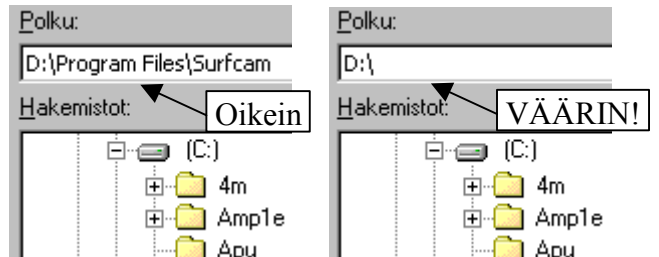 Polku:
D:\Program Files\Surfcam
Hakemistot:
Oikein
(C:)
4m
Amp1e
Apu
Polku:
D:\
Hakemistot:
VÄÄRIN!
(C:)
4m
Amp1e
Apu